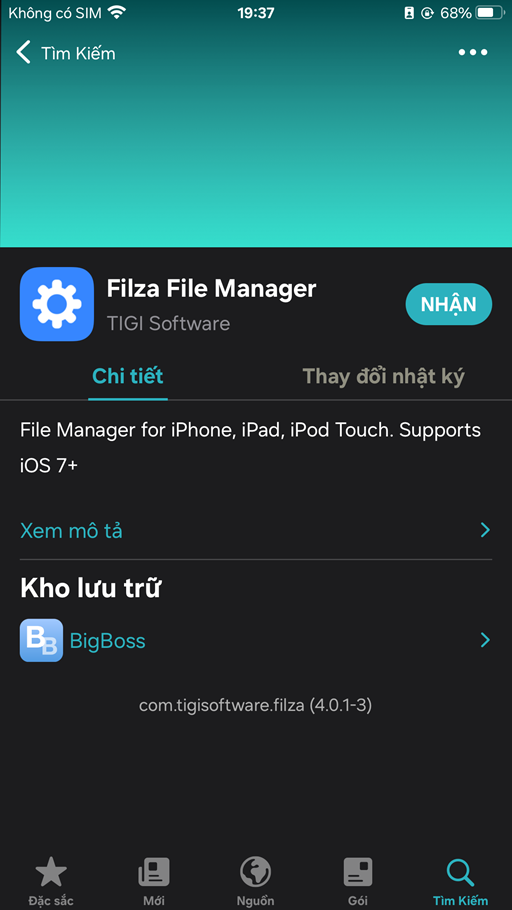 Không có SIM 19:37 68%
Tìm Kiếm
Filza File Manager
TIGI Software
NHẬN
Chi tiết Thay đổi nhật ký
File Manager for iPhone, iPad, iPod Touch. Supports
iOS 7+
Xem mô tả
Kho lưu trữ
BB BigBoss
com.tigisoftware.filza (4.0.1-3)
Đặc sắc Mới Nguồn Gói Tìm Kiếm